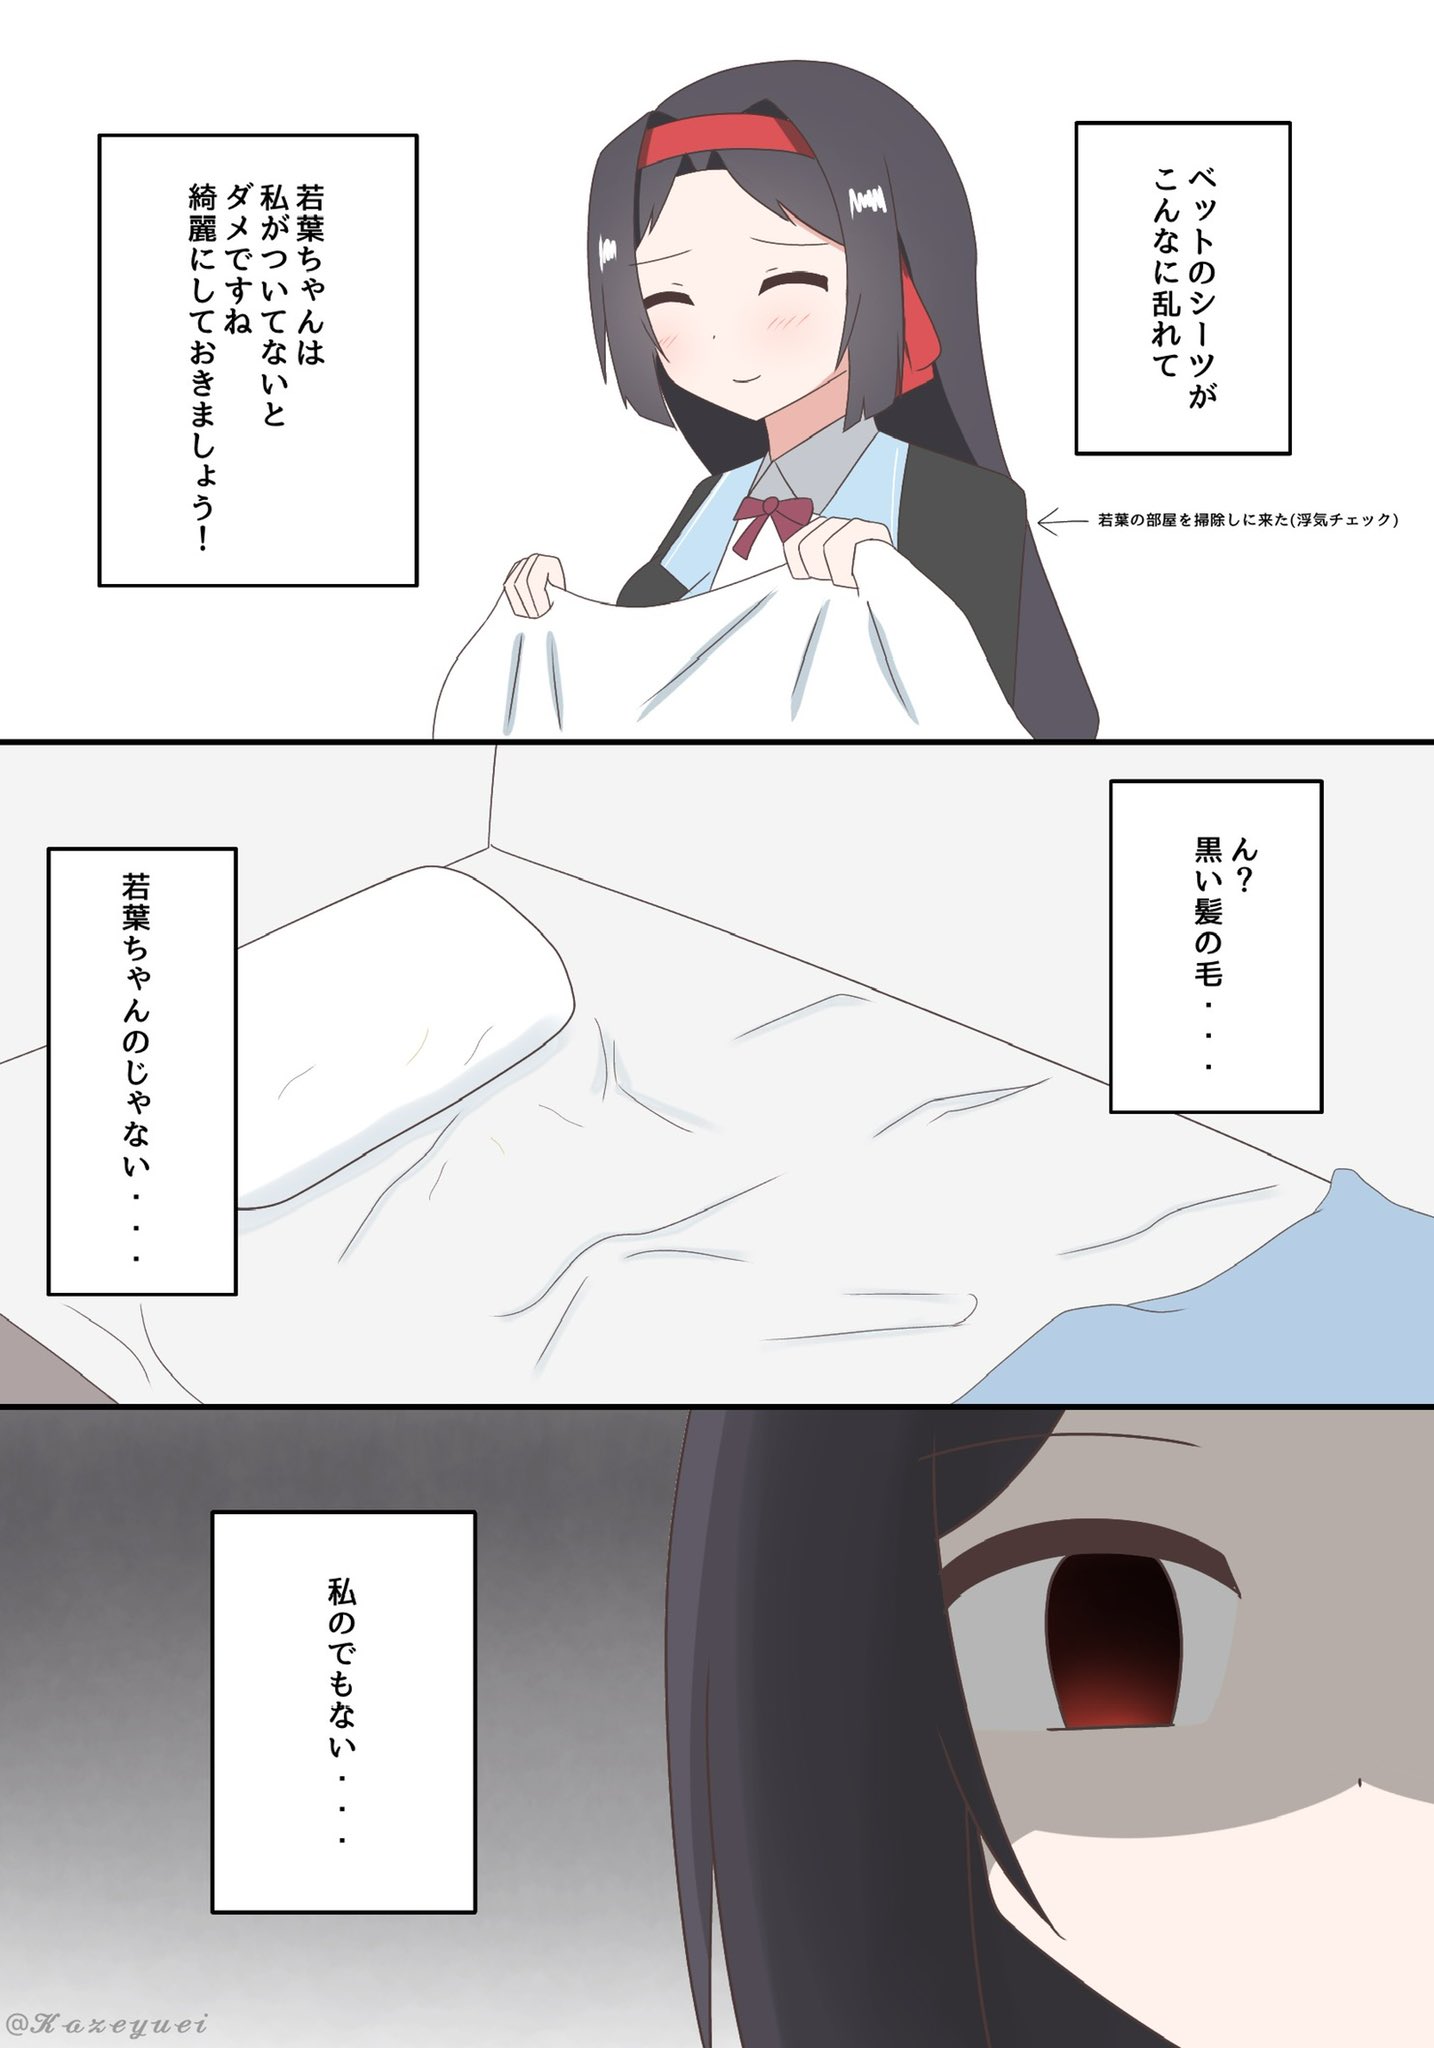 ベットのシーツが
こんなに乱れて
若葉ちゃんは
私がついてないと
ダメですね
綺麗にしておきましょう！
若葉の部屋を掃除しに来た(浮気チェック)
ん？
黒い髪の毛・・・
若葉ちゃんのじゃない・・・
私のでもない・・・
@Kazeyuei